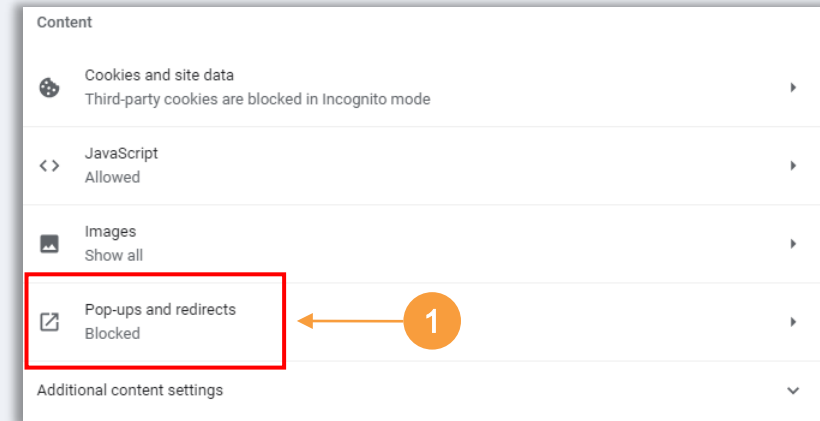 Content
Cookies and site data
Third-party cookies are blocked in Incognito mode
JavaScript
Allowed
Images
Show all
Pop-ups and redirects
Blocked
1
Additional content settings